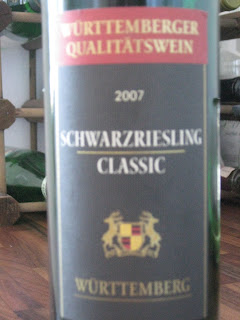 WÜRTTEMBERGER
QUALITÄTSWEIN
2007
SCHWARZRIESLING
CLASSIC
WÜRTTEMBERG